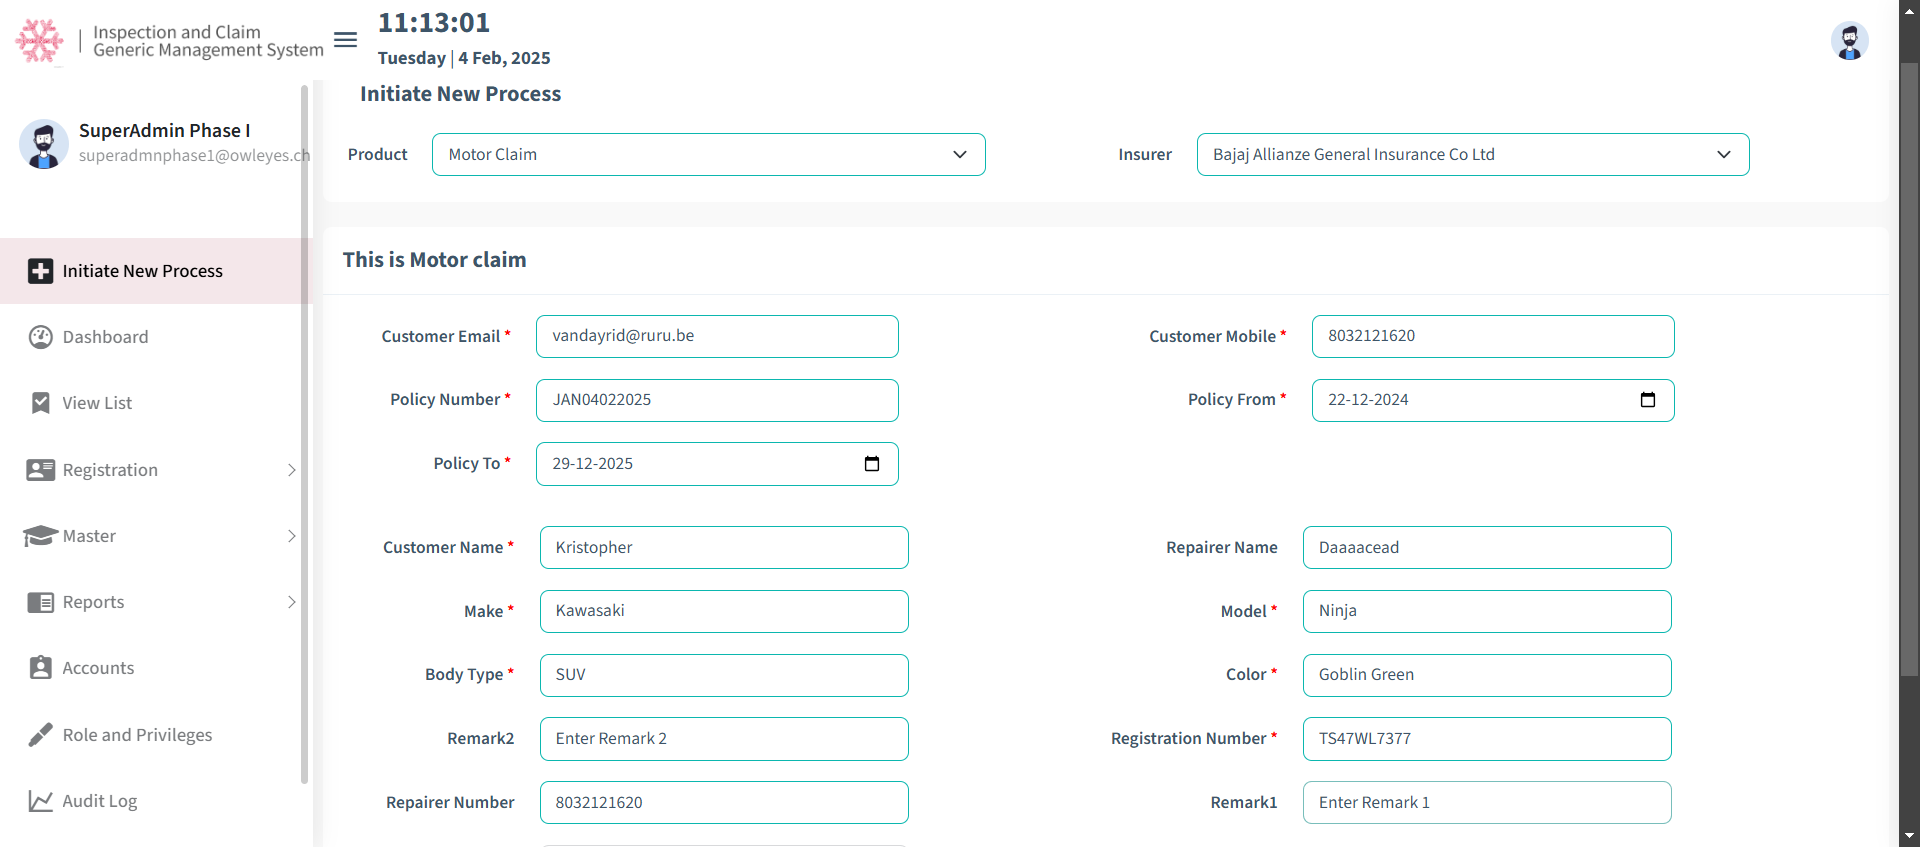 Inspection and Claim
Generic Management System
11:13:01
Tuesday | 4 Feb, 2025
SuperAdmin Phase I
superadmnphase1@owleyes.ch
Initiate New Process
Dashboard
View List
Registration
Master
Reports
Accounts
Role and Privileges
Audit Log
Initiate New Process
Product Motor Claim Insurer Bajaj Allianze General Insurance Co Ltd
This is Motor claim
Customer Email * vandayrid@ruru.be Customer Mobile * 8032121620
Policy Number * JAN04022025 Policy From * 22-12-2024
Policy To * 29-12-2025
Customer Name * Kristopher Repairer Name Daaaacead
Make * Kawasaki Model * Ninja
Body Type * SUV Color * Goblin Green
Remark2 Enter Remark 2 Registration Number * TS47WL7377
Repairer Number 8032121620 Remark1 Enter Remark 1